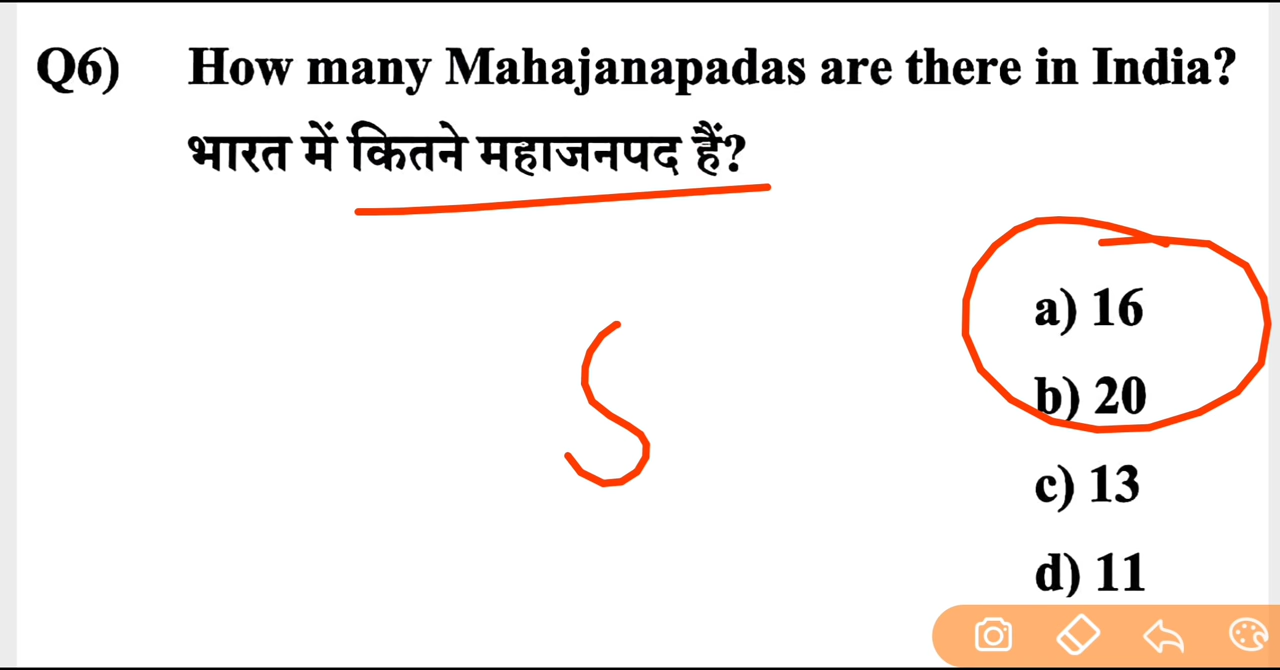 Q6) How many Mahajanapadas are there in India?
भारत में कितने महाजनपद हैं?
a) 16
S
b) 20
c) 13
d) 11